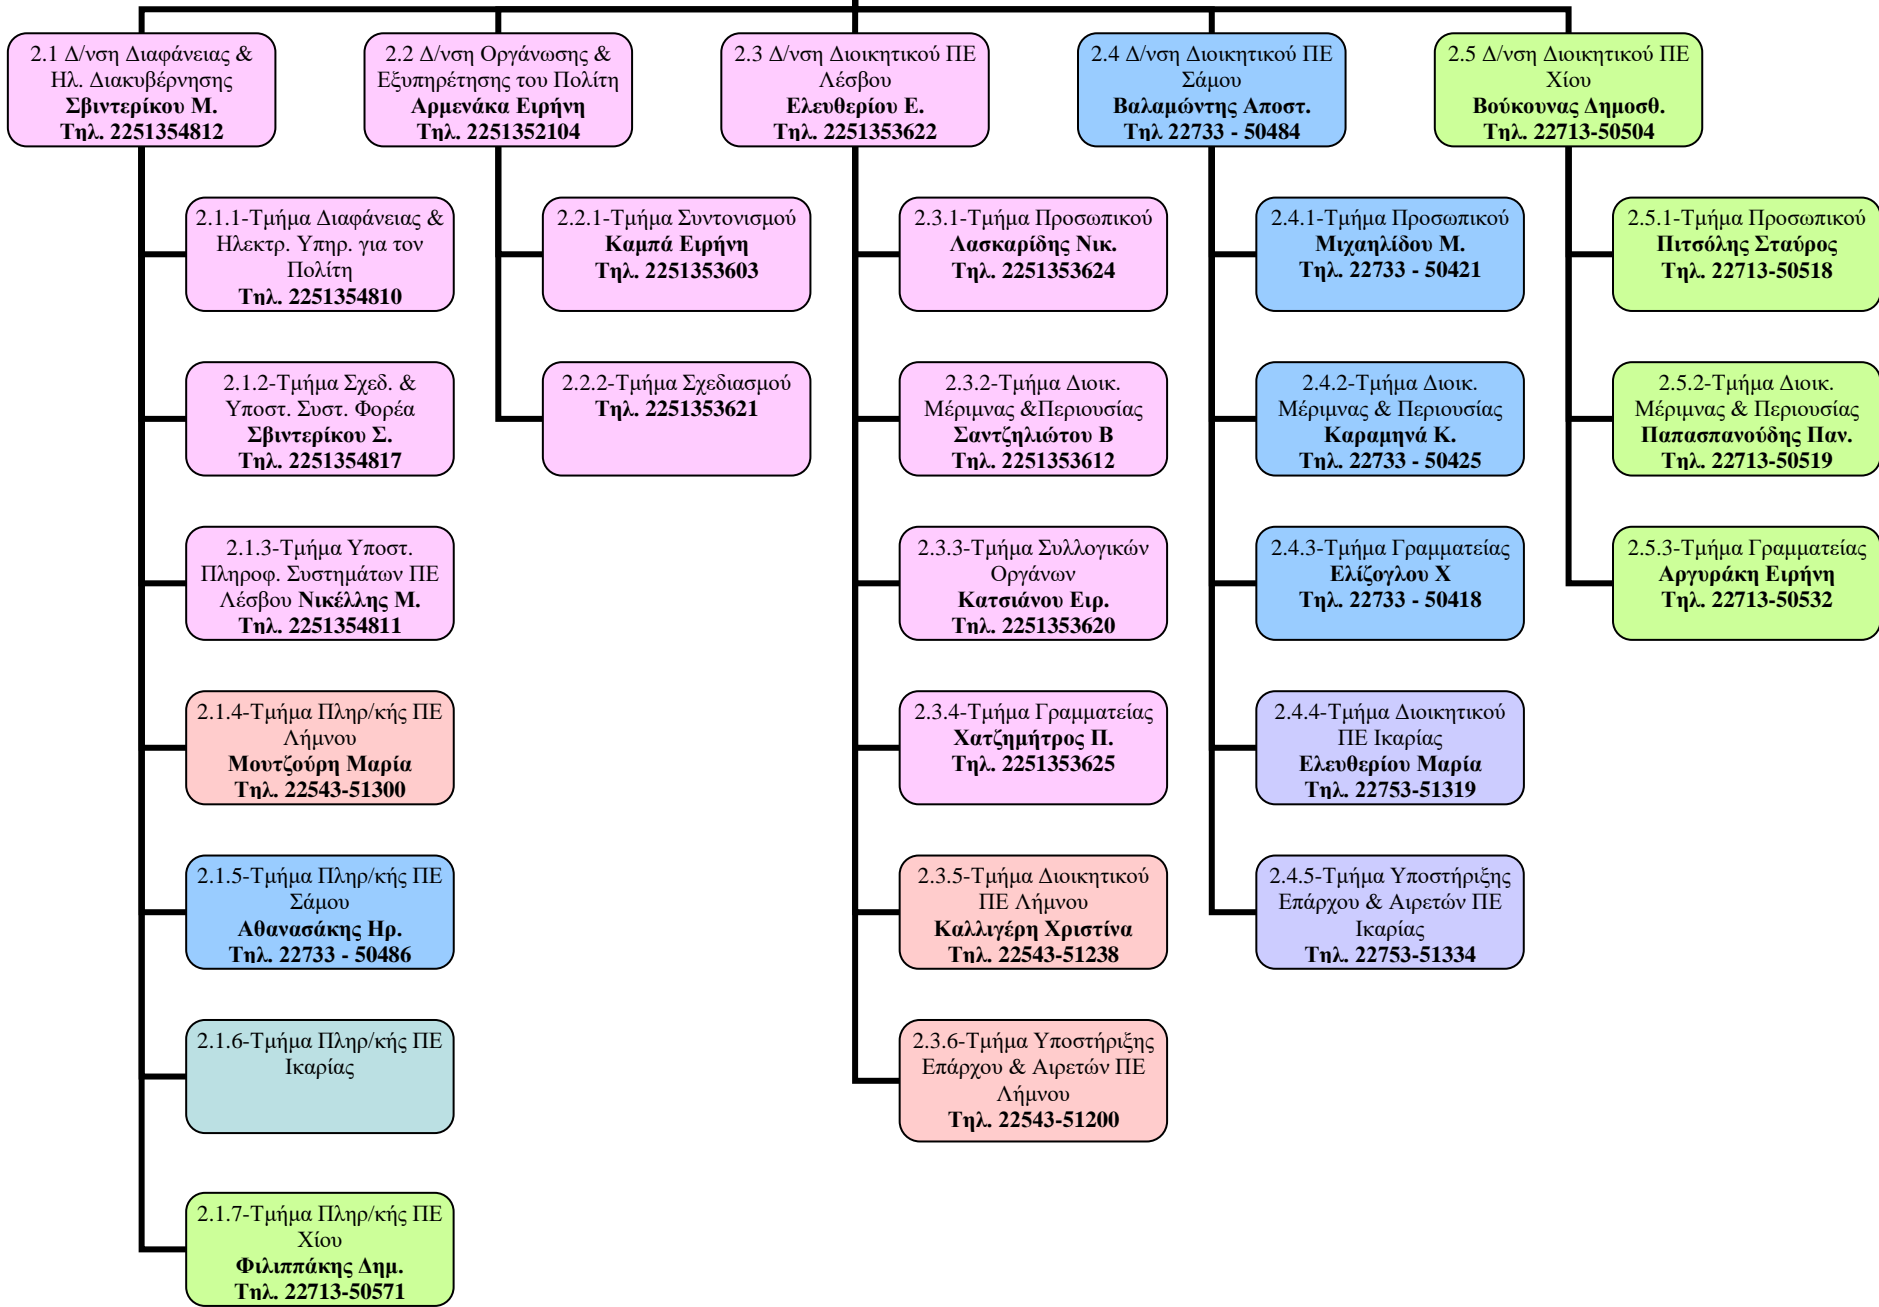 2.1 Δ/νση Διαφάνειας &
Ηλ. Διακυβέρνησης
Σβιντερίκου Μ.
Τηλ. 2251354812
2.2 Δ/νση Οργάνωσης &
Εξυπηρέτησης του Πολίτη
Αρμενάκα Ειρήνη
Τηλ. 2251352104
2.3 Δ/νση Διοικητικού ΠΕ
Λέσβου
Ελευθερίου Ε.
Τηλ. 2251353622
2.4 Δ/νση Διοικητικού ΠΕ
Σάμου
Βαλαμώντης Αποστ.
Τηλ 22733 - 50484
2.5 Δ/νση Διοικητικού ΠΕ
Χίου
Βούκουνας Δημοσθ.
Τηλ. 22713-50504
2.1.1-Τμήμα Διαφάνειας &
Ηλεκτρ. Υπηρ. για τον
Πολίτη
Τηλ. 2251354810
2.1.2-Τμήμα Σχεδ. &
Υποστ. Συστ. Φορέα
Σβιντερίκου Σ.
Τηλ. 2251354817
2.1.3-Τμήμα Υποστ.
Πληροφ. Συστημάτων ΠΕ
Λέσβου Νικέλλης Μ.
Τηλ. 2251354811
2.1.4-Τμήμα Πληρ/κής ΠΕ
Λήμνου
Μουτζούρη Μαρία
Τηλ. 22543-51300
2.1.5-Τμήμα Πληρ/κής ΠΕ
Σάμου
Αθανασάκης Ηρ.
Τηλ. 22733 - 50486
2.1.6-Τμήμα Πληρ/κής ΠΕ
Ικαρίας
2.1.7-Τμήμα Πληρ/κής ΠΕ
Χίου
Φιλιππάκης Δημ.
Τηλ. 22713-50571
2.2.1-Τμήμα Συντονισμού
Καμπά Ειρήνη
Τηλ. 2251353603
2.2.2-Τμήμα Σχεδιασμού
Τηλ. 2251353621
2.3.1-Τμήμα Προσωπικού
Λασκαρίδης Νικ.
Τηλ. 2251353624
2.3.2-Τμήμα Διοικ.
Μέριμνας &Περιουσίας
Σαντζηλιώτου Β
Τηλ. 2251353612
2.3.3-Τμήμα Συλλογικών
Οργάνων
Κατσιάνου Ειρ.
Τηλ. 2251353620
2.3.4-Τμήμα Γραμματείας
Χατζημήτρος Π.
Τηλ. 2251353625
2.3.5-Τμήμα Διοικητικού
ΠΕ Λήμνου
Καλλιγέρη Χριστίνα
Τηλ. 22543-51238
2.3.6-Τμήμα Υποστήριξης
Επάρχου & Αιρετών ΠΕ
Λήμνου
Τηλ. 22543-51200
2.4.1-Τμήμα Προσωπικού
Μιχαηλίδου Μ.
Τηλ. 22733 - 50421
2.4.2-Τμήμα Διοικ.
Μέριμνας & Περιουσίας
Καραμηνά Κ.
Τηλ. 22733 - 50425
2.4.3-Τμήμα Γραμματείας
Ελίζογλου Χ
Τηλ. 22733 - 50418
2.4.4-Τμήμα Διοικητικού
ΠΕ Ικαρίας
Ελευθερίου Μαρία
Τηλ. 22753-51319
2.4.5-Τμήμα Υποστήριξης
Επάρχου & Αιρετών ΠΕ
Ικαρίας
Τηλ. 22753-51334
2.5.1-Τμήμα Προσωπικού
Πιτσόλης Σταύρος
Τηλ. 22713-50518
2.5.2-Τμήμα Διοικ.
Μέριμνας & Περιουσίας
Παπασπανούδης Παν.
Τηλ. 22713-50519
2.5.3-Τμήμα Γραμματείας
Αργυράκη Ειρήνη
Τηλ. 22713-50532